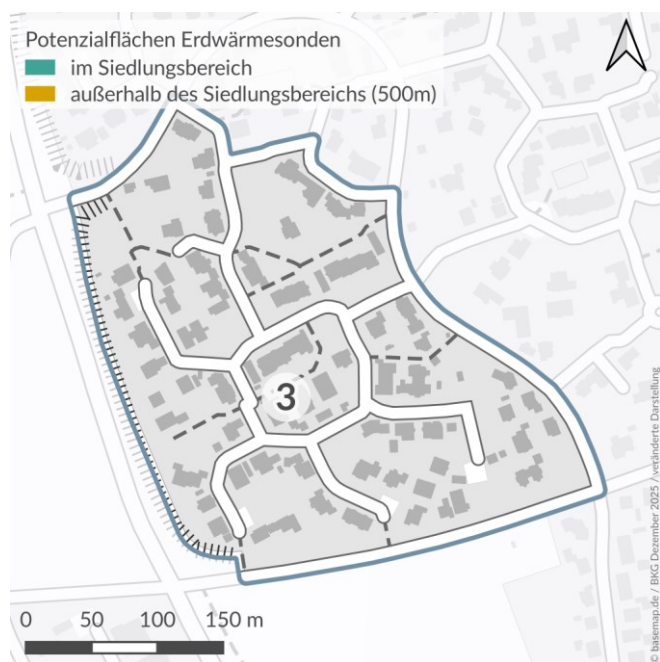 Potenzialflächen Erdwärmesonden
im Siedlungsbereich
außerhalb des Siedlungsbereichs (500m)
3
0 50 100 150 m
© basemap.de / BKG Dezember 2025 / veränderte Darstellung